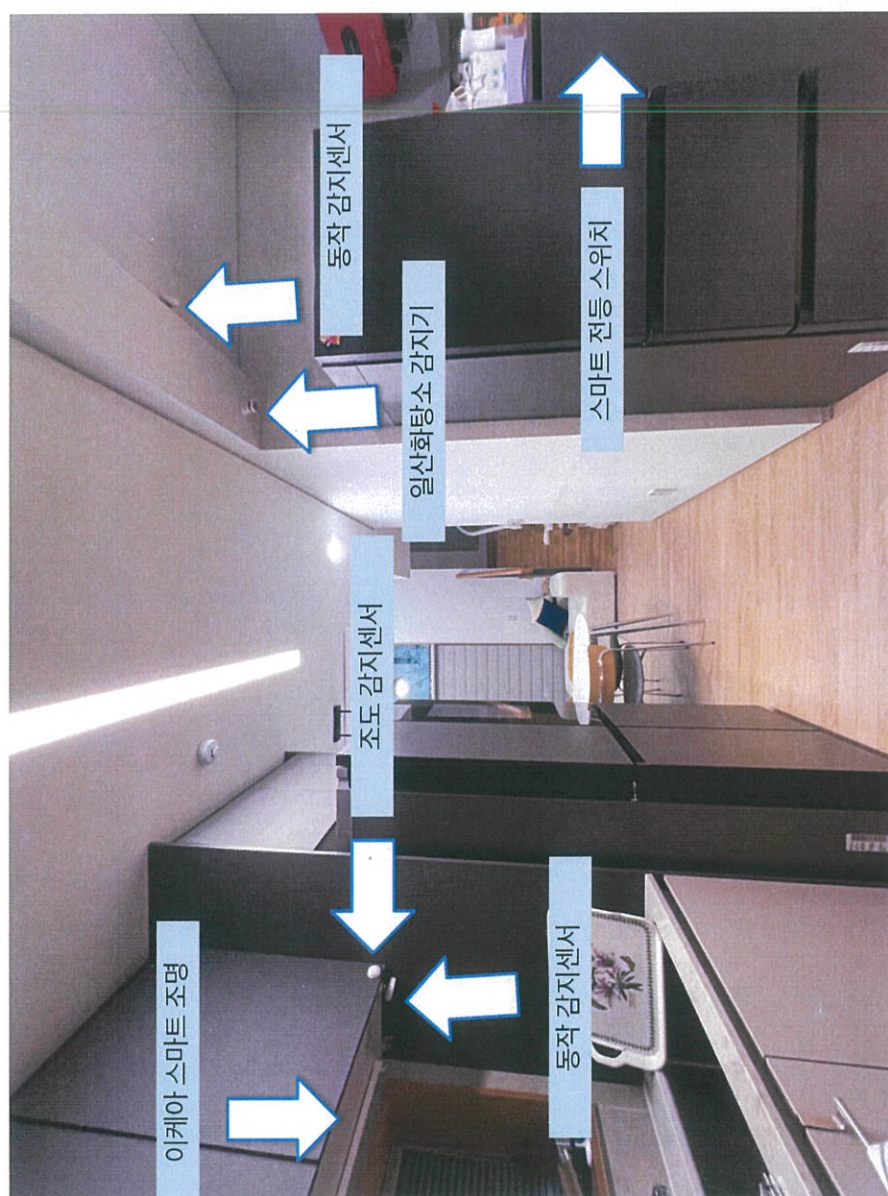 이케아 스마트 조명
조도 감지센서
동작 감지센서
동작 감지센서
일산화탄소 감지기
스마트 전등 스위치